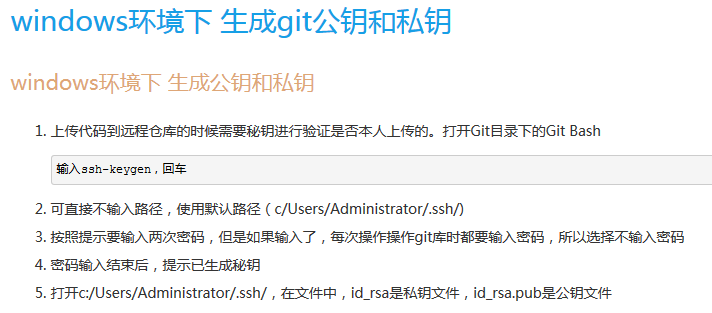 windows环境下 生成git公钥和私钥
windows环境下 生成公钥和私钥
1. 上传代码到远程仓库的时候需要秘钥进行验证是否本人上传的。打开Git目录下的Git Bash
输入ssh-keygen，回车
2. 可直接不输入路径，使用默认路径（c/Users/Administrator/.ssh/)
3. 按照提示要输入两次密码，但是如果输入了，每次操作操作git库时都要输入密码，所以选择不输入密码
4. 密码输入结束后，提示已生成秘钥
5. 打开c:/Users/Administrator/.ssh/，在文件中，id_rsa是私钥文件，id_rsa.pub是公钥文件